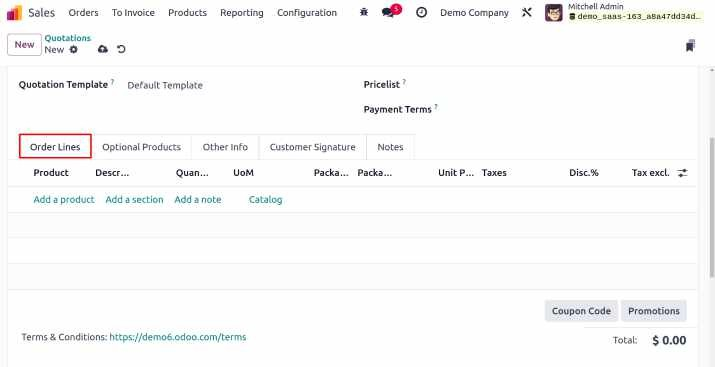 Sales Orders To Invoice Products Reporting Configuration 5 Demo Company Mitchell Admin
demo_saas-163_a8a47dd34d…
New Quotations
New
Quotation Template ? Default Template Pricelist ?
Payment Terms ?
Order Lines Optional Products Other Info Customer Signature Notes
Product Descr… Quan… UoM Packa… Packa… Unit P… Taxes Disc.% Tax excl.
Add a product Add a section Add a note Catalog
Coupon Code Promotions
Terms & Conditions: https://demo6.odoo.com/terms Total: $ 0.00